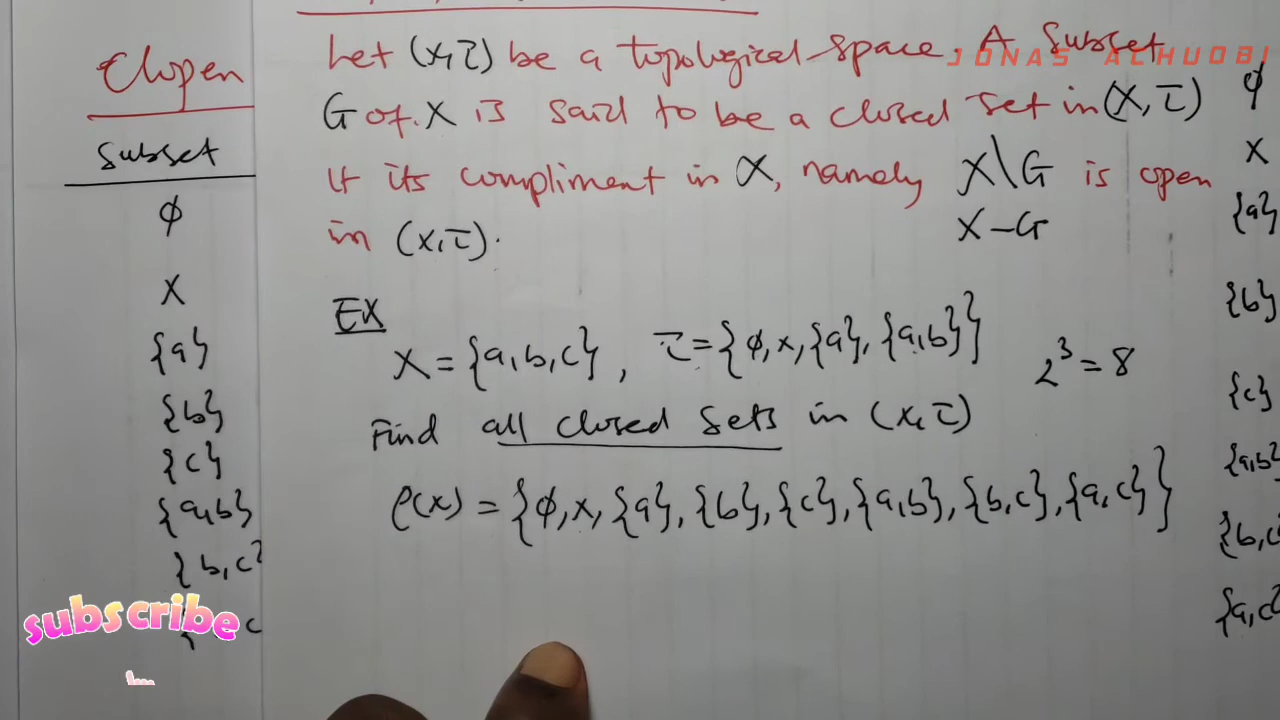 Clopen
Subset
φ
X
{a}
{b}
{c}
{a,b}
{b,c}
c
subscribe
Let (X,τ) be a topological space. A Subset
JONAS ACHUOBI
G of X is said to be a closed set in (X,τ)
If its compliment in X, namely X\G is open
in (X,τ).
X-G
EX
X = {a,b,c}, τ = {φ,x,{a},{a,b}}
2³ = 8
Find all closed sets in (X,τ)
P(x) = {φ,x,{a},{b},{c},{a,b},{b,c},{a,c}}
φ
X
{a}
{b}
{c}
{a,b
{b,c
{a,c